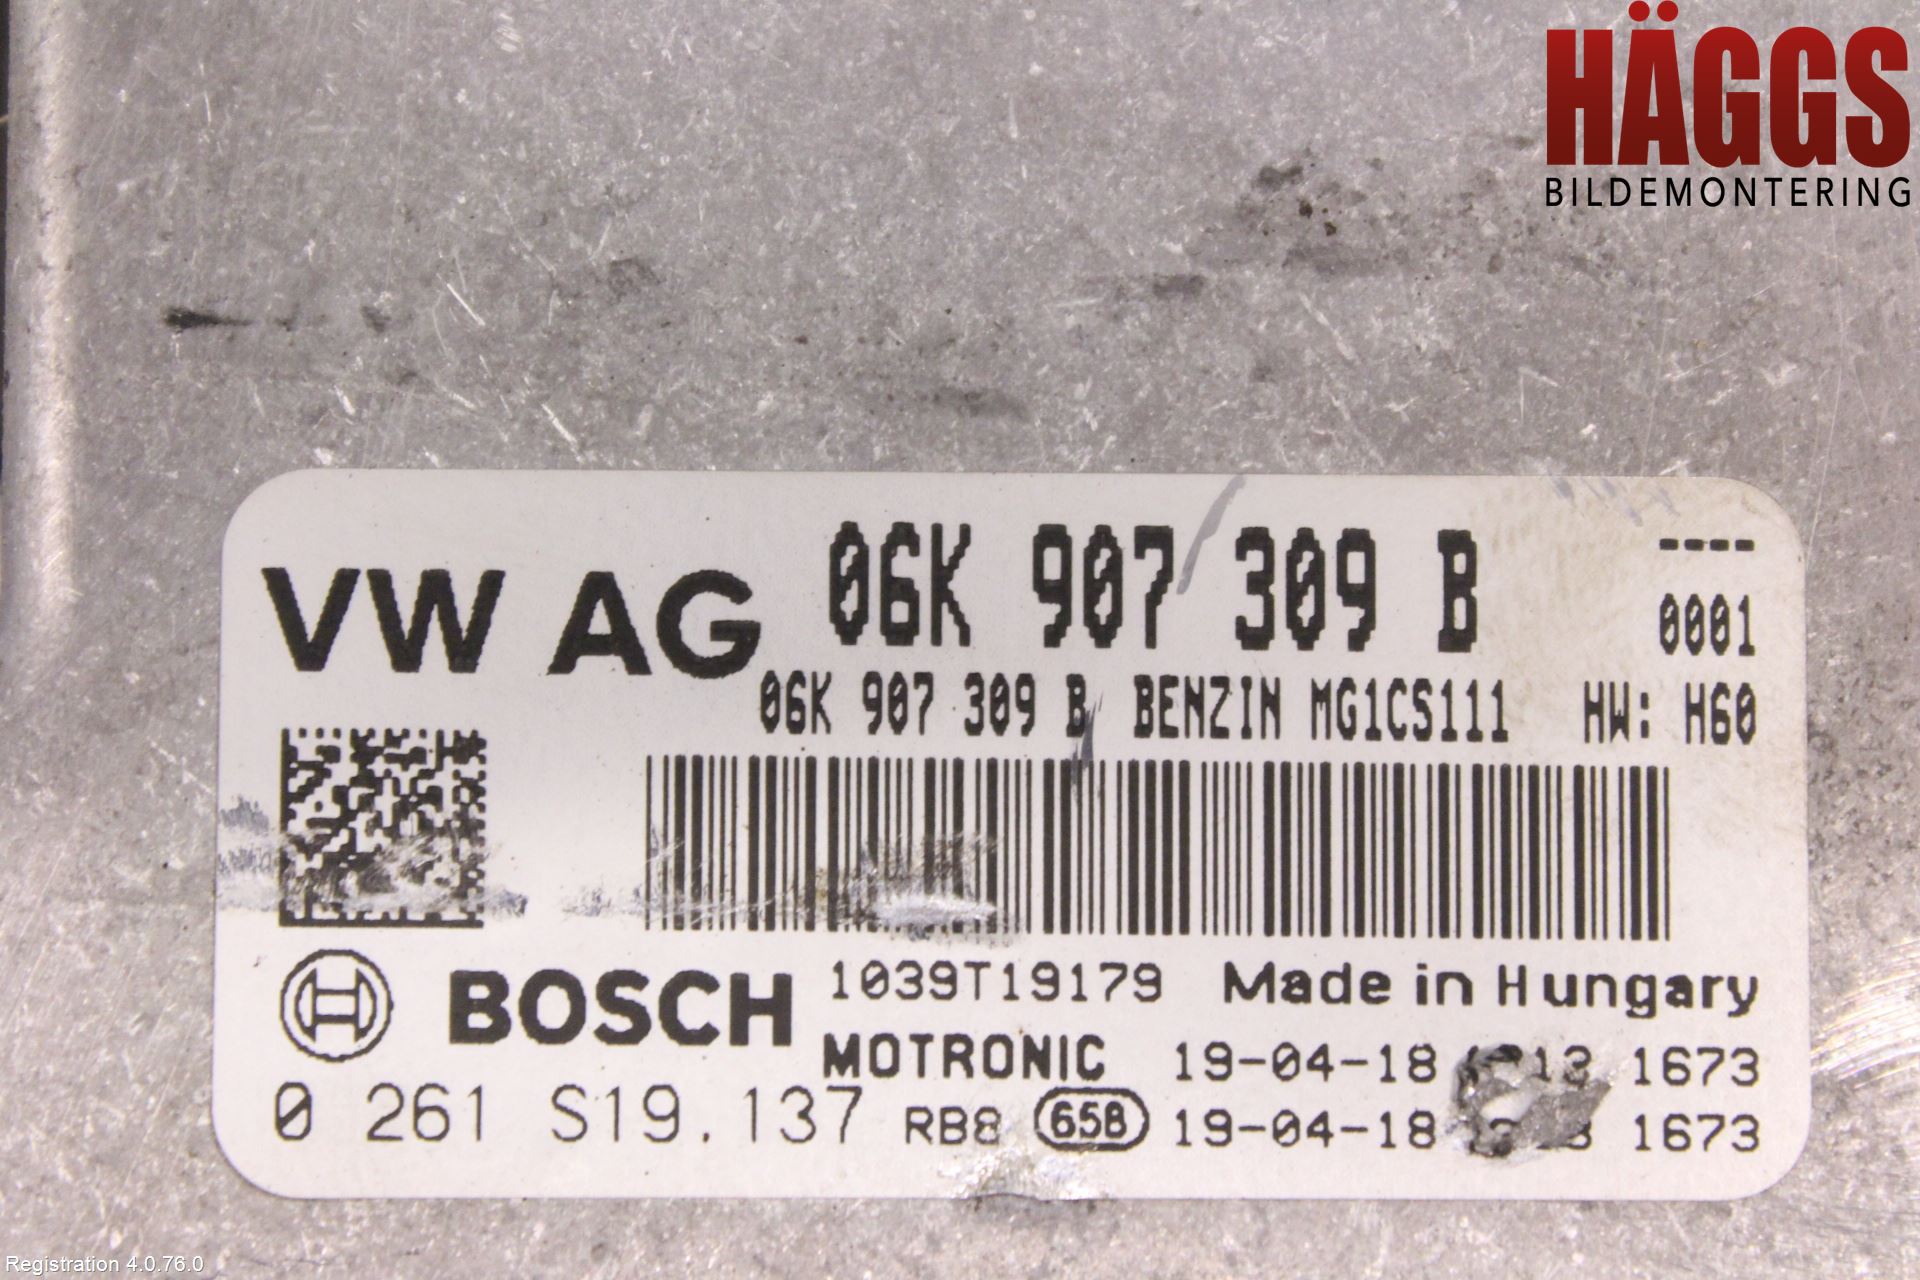 HÄGGS
BILDEMONTERING
VW AG 06K 907 309 B ----
0001
06K 907 309 B BENZIN MG1CS111 HW: H60
BOSCH 1039T19179 Made in Hungary
MOTRONIC 19-04-18 1673
0 261 S19.137 RB8 658 19-04-18 1673
Registration 4.0.76.0